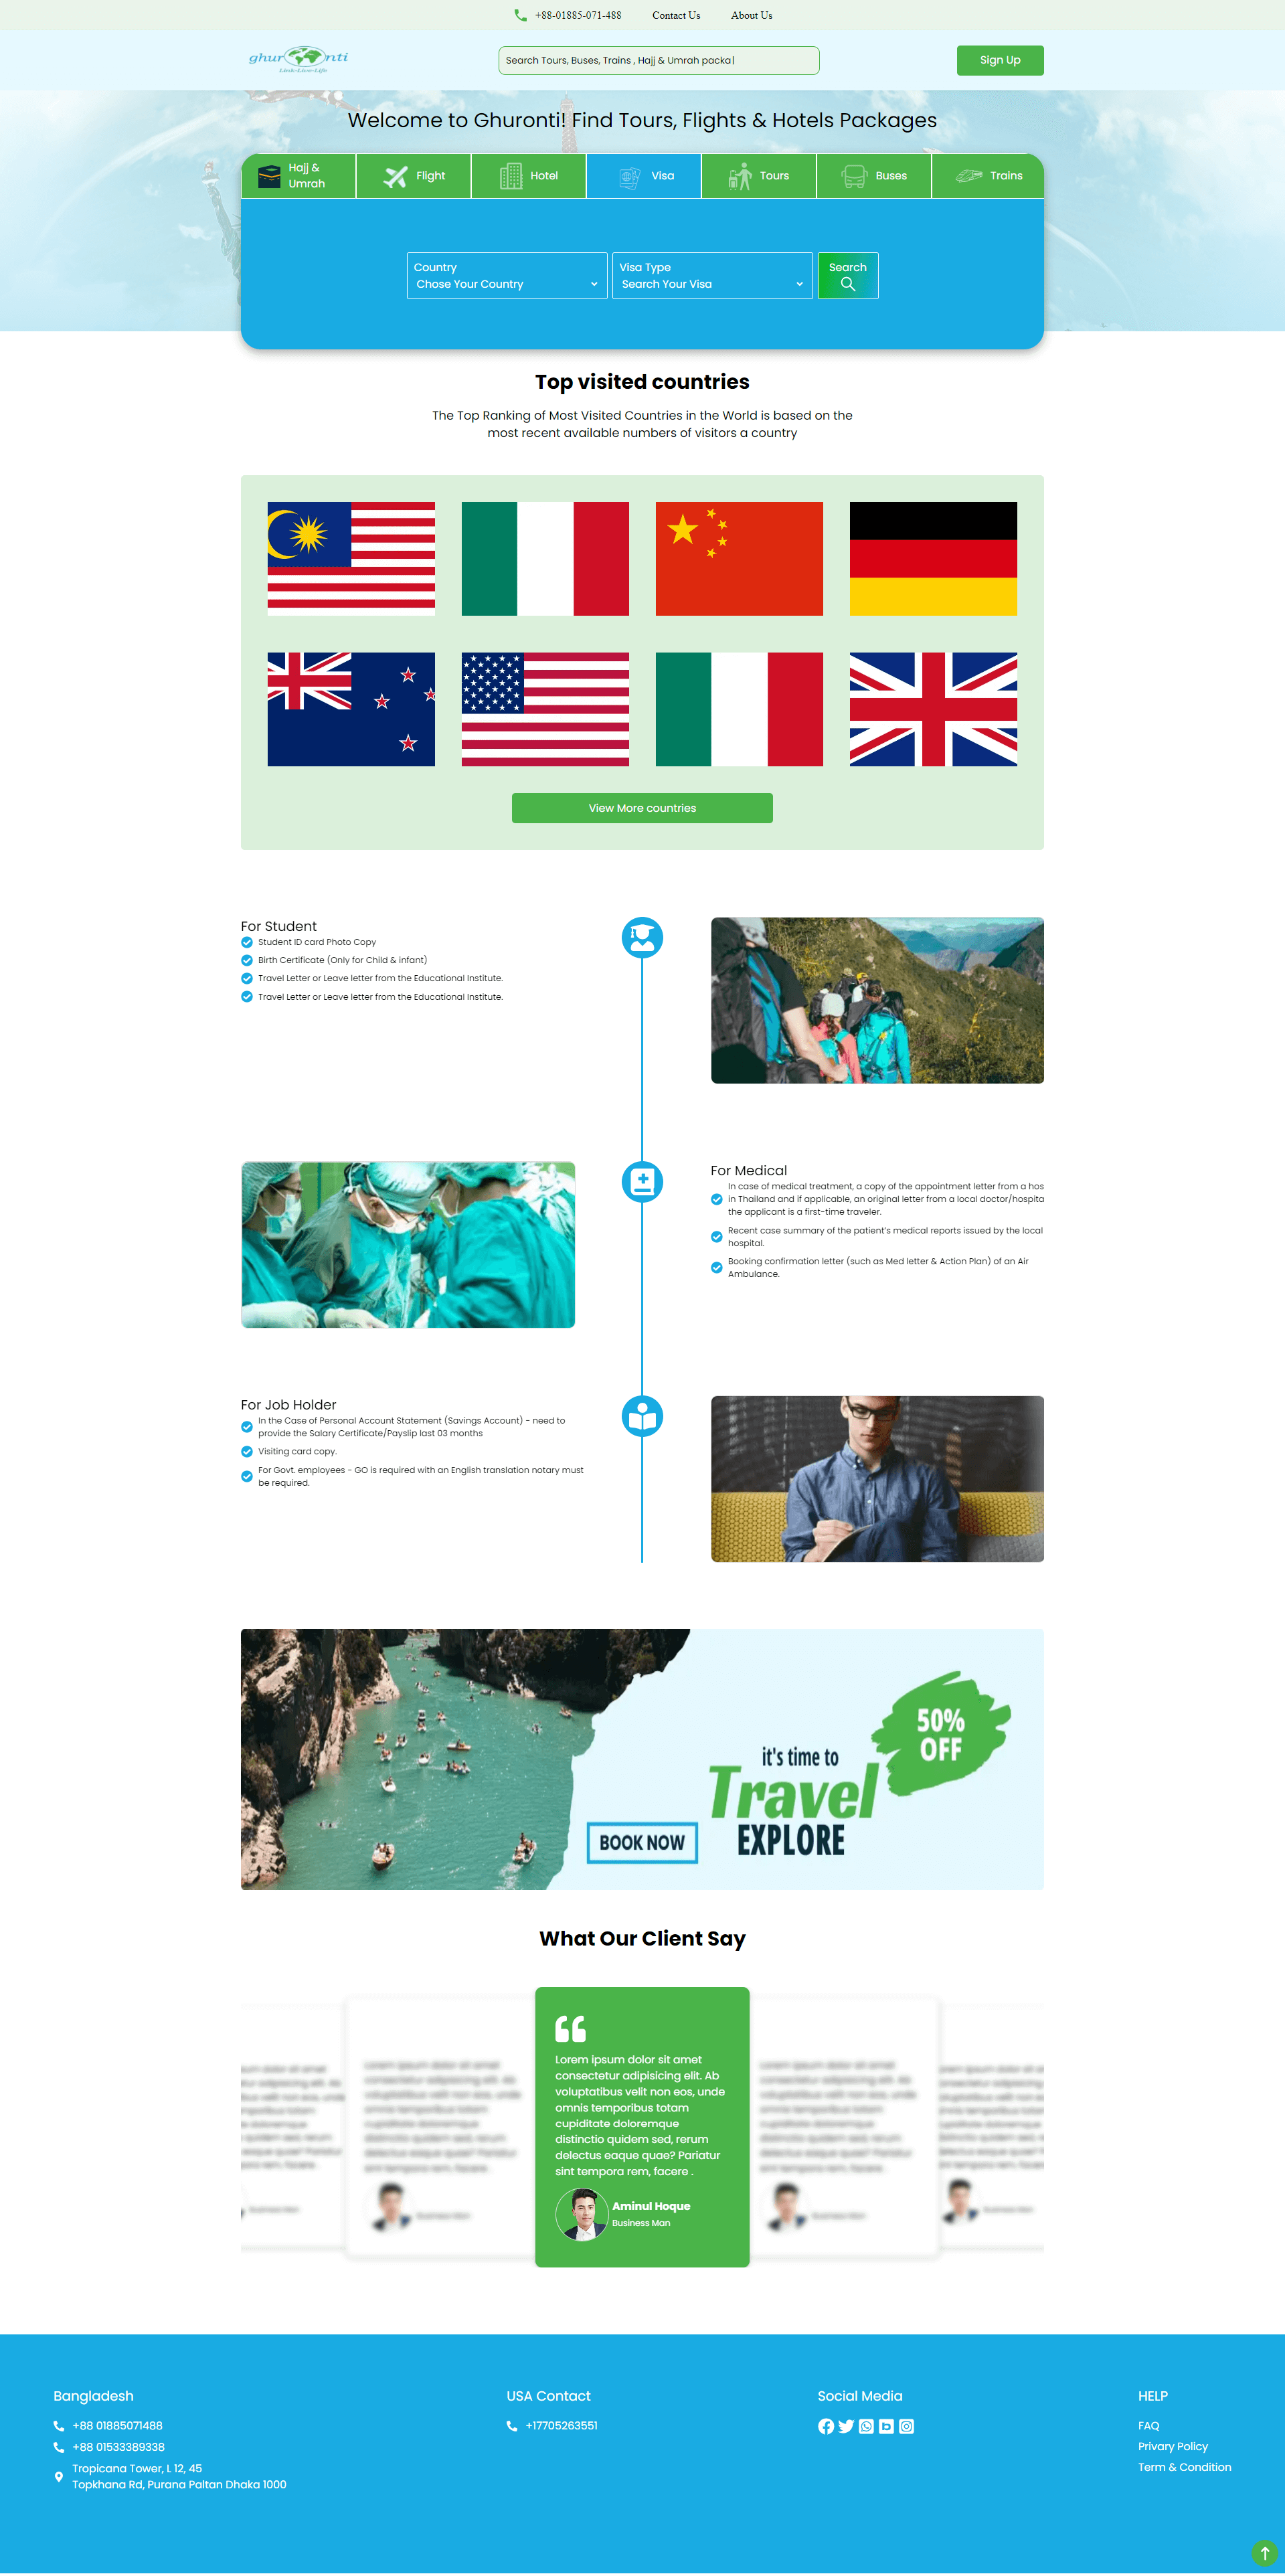 +88-01885-071-488 Contact Us About Us
ghuronti
Link-Live-Life
Search Tours, Buses, Trains , Hajj & Umrah packa|
Sign Up
Welcome to Ghuronti! Find Tours, Flights & Hotels Packages
Hajj &
Umrah
Flight
Hotel
Visa
Tours
Buses
Trains
Country
Chose Your Country
Visa Type
Search Your Visa
Search
Top visited countries
The Top Ranking of Most Visited Countries in the World is based on the
most recent available numbers of visitors a country
View More countries
For Student
Student ID card Photo Copy
Birth Certificate (Only for Child & infant)
Travel Letter or Leave letter from the Educational Institute.
Travel Letter or Leave letter from the Educational Institute.
For Medical
In case of medical treatment, a copy of the appointment letter from a hos
in Thailand and if applicable, an original letter from a local doctor/hospita
the applicant is a first-time traveler.
Recent case summary of the patient's medical reports issued by the local
hospital.
Booking confirmation letter (such as Med letter & Action Plan) of an Air
Ambulance.
For Job Holder
In the Case of Personal Account Statement (Savings Account) - need to
provide the Salary Certificate/Payslip last 03 months
Visiting card copy.
For Govt. employees - GO is required with an English translation notary must
be required.
50%
OFF
it's time to
Travel
EXPLORE
BOOK NOW
What Our Client Say
Lorem ipsum dolor sit amet
consectetur adipisicing elit. Ab
voluptatibus velit non eos, unde
omnis temporibus totam
cupiditate doloremque
distinctio quidem sed, rerum
delectus eaque quae? Pariatur
sint tempora rem, facere .
Aminul Hoque
Business Man
Bangladesh
+88 01885071488
+88 01533389338
Tropicana Tower, L 12, 45
Topkhana Rd, Purana Paltan Dhaka 1000
USA Contact
+17705263551
Social Media
HELP
FAQ
Privary Policy
Term & Condition